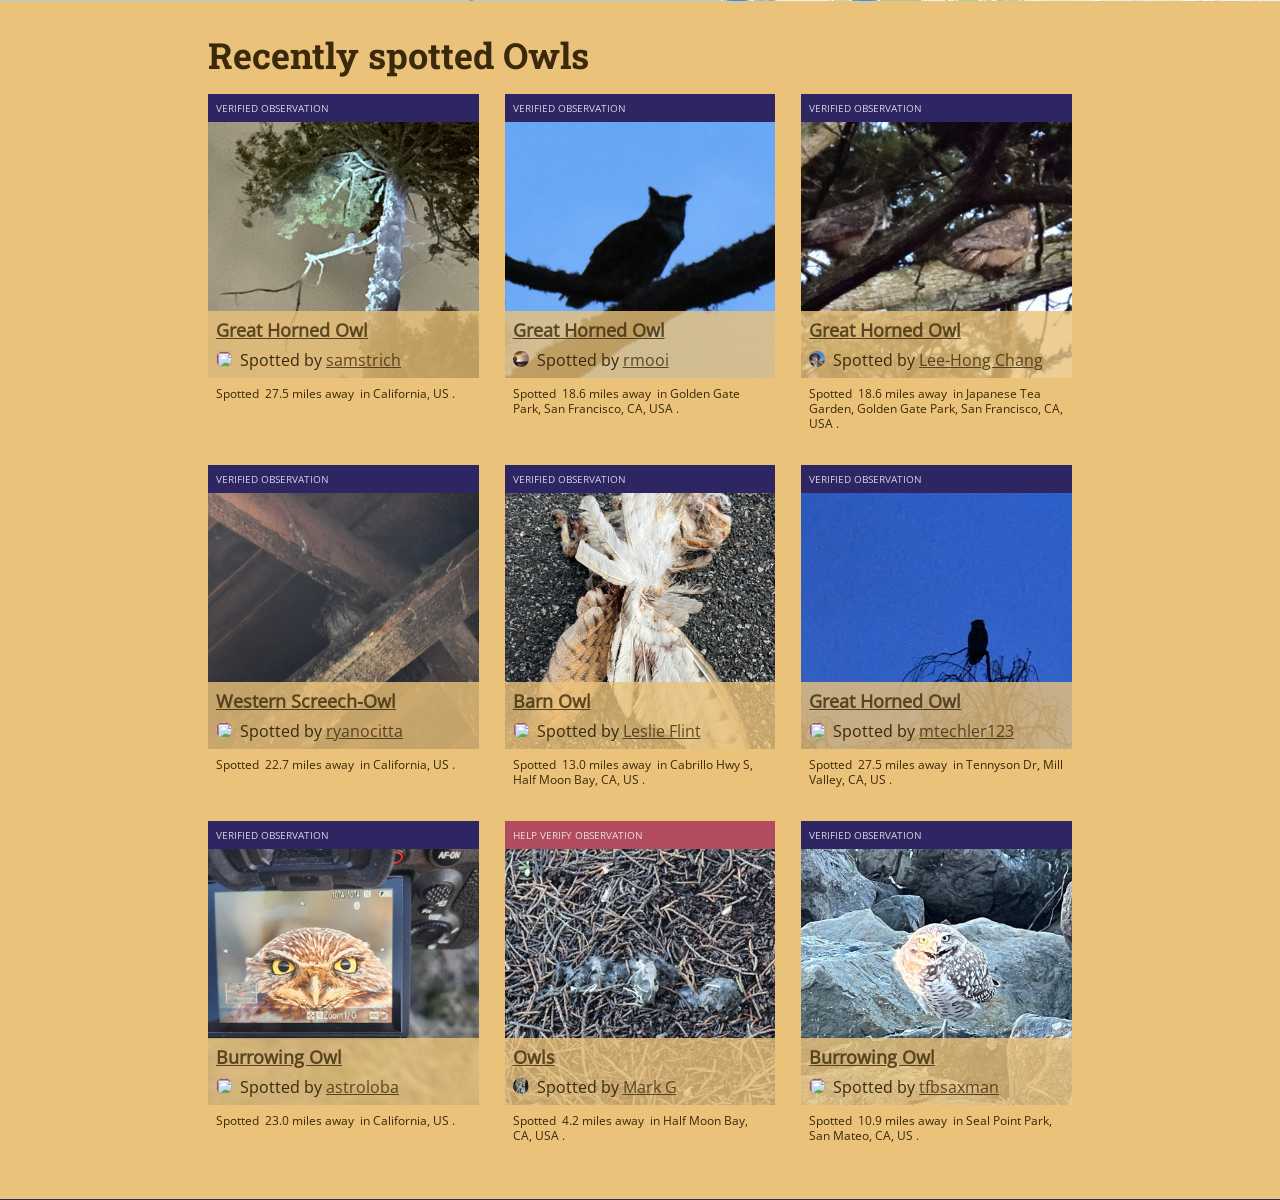 Recently spotted Owls
VERIFIED OBSERVATION
Great Horned Owl
Spotted by samstrich
Spotted 27.5 miles away in California, US .
VERIFIED OBSERVATION
Great Horned Owl
Spotted by rmooi
Spotted 18.6 miles away in Golden Gate
Park, San Francisco, CA, USA .
VERIFIED OBSERVATION
Great Horned Owl
Spotted by Lee-Hong Chang
Spotted 18.6 miles away in Japanese Tea
Garden, Golden Gate Park, San Francisco, CA,
USA .
VERIFIED OBSERVATION
Western Screech-Owl
Spotted by ryanocitta
Spotted 22.7 miles away in California, US .
VERIFIED OBSERVATION
Barn Owl
Spotted by Leslie Flint
Spotted 13.0 miles away in Cabrillo Hwy S,
Half Moon Bay, CA, US .
VERIFIED OBSERVATION
Great Horned Owl
Spotted by mtechler123
Spotted 27.5 miles away in Tennyson Dr, Mill
Valley, CA, US .
VERIFIED OBSERVATION
AF-ON
Zoom
Burrowing Owl
Spotted by astroloba
Spotted 23.0 miles away in California, US .
HELP VERIFY OBSERVATION
Owls
Spotted by Mark G
Spotted 4.2 miles away in Half Moon Bay,
CA, USA .
VERIFIED OBSERVATION
Burrowing Owl
Spotted by tfbsaxman
Spotted 10.9 miles away in Seal Point Park,
San Mateo, CA, US .